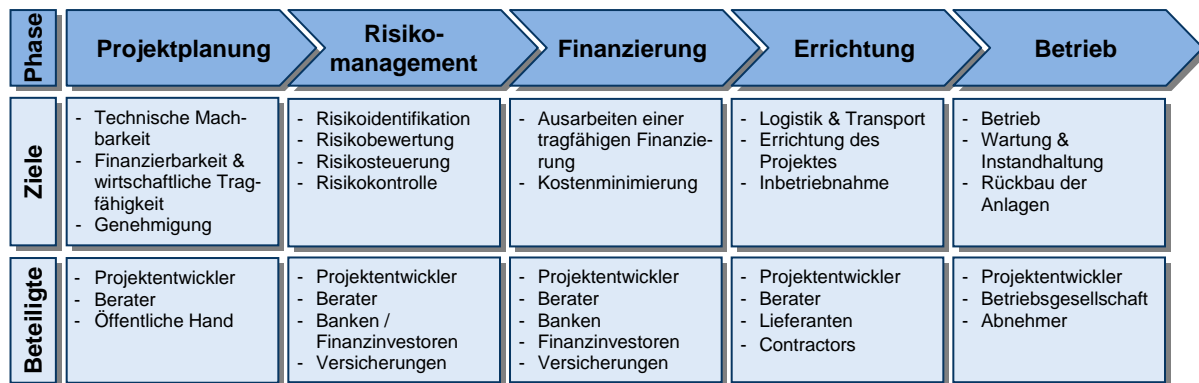 Phase
Projektplanung
Risiko-
management
Finanzierung
Errichtung
Betrieb
Ziele
- Technische Mach-
barkeit
- Finanzierbarkeit &
wirtschaftliche Trag-
fähigkeit
- Genehmigung
- Risikoidentifikation
- Risikobewertung
- Risikosteuerung
- Risikokontrolle
- Ausarbeiten einer
tragfähigen Finanzie-
rung
- Kostenminimierung
- Logistik & Transport
- Errichtung des
Projektes
- Inbetriebnahme
- Betrieb
- Wartung &
Instandhaltung
- Rückbau der
Anlagen
Beteiligte
- Projektentwickler
- Berater
- Öffentliche Hand
- Projektentwickler
- Berater
- Banken /
Finanzinvestoren
- Versicherungen
- Projektentwickler
- Berater
- Banken
- Finanzinvestoren
- Versicherungen
- Projektentwickler
- Berater
- Lieferanten
- Contractors
- Projektentwickler
- Betriebsgesellschaft
- Abnehmer